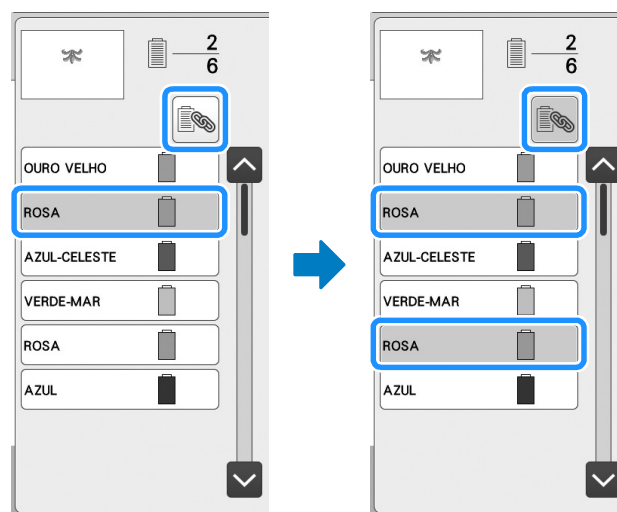 2
6
OURO VELHO
ROSA
AZUL-CELESTE
VERDE-MAR
ROSA
AZUL
2
6
OURO VELHO
ROSA
AZUL-CELESTE
VERDE-MAR
ROSA
AZUL